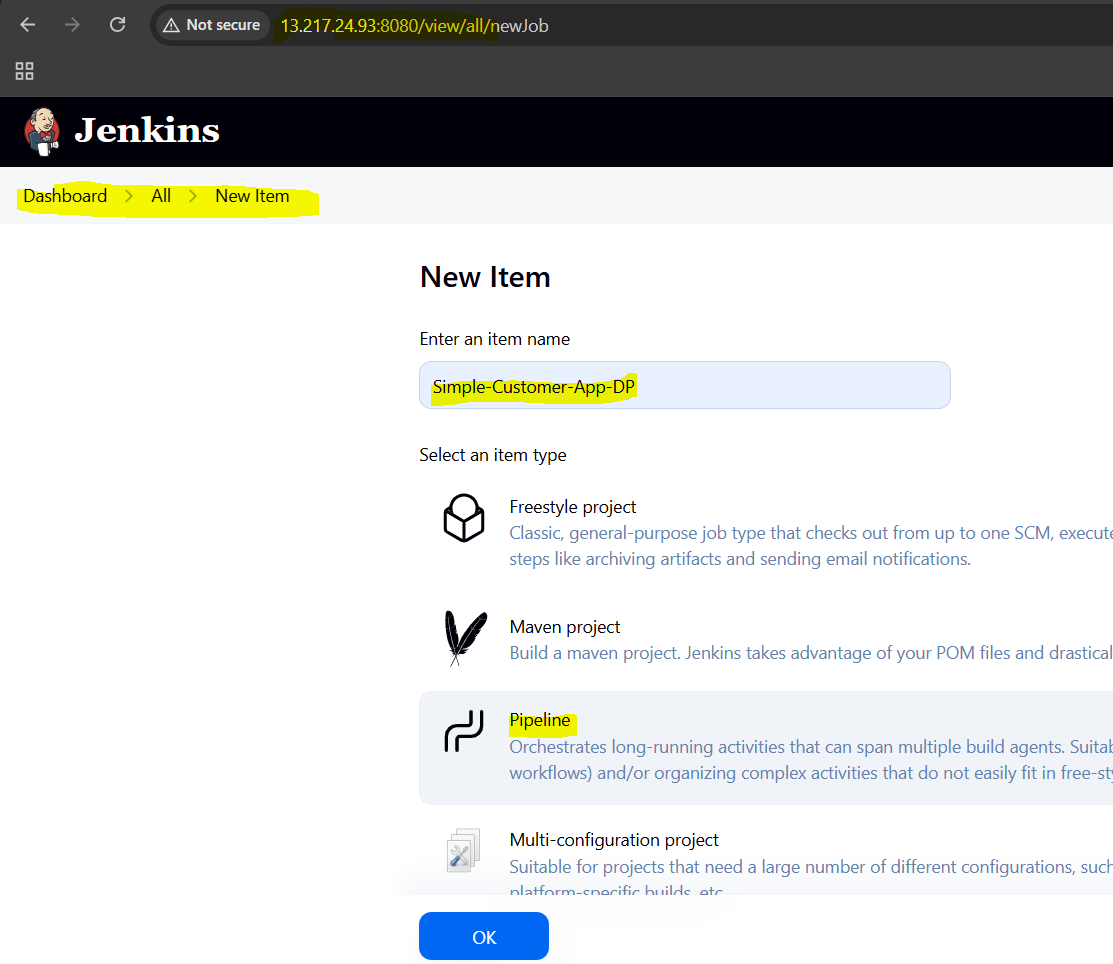 Not secure 13.217.24.93:8080/view/all/newJob
Jenkins
Dashboard All New Item
New Item
Enter an item name
Simple-Customer-App-DP
Select an item type
Freestyle project
Classic, general-purpose job type that checks out from up to one SCM, execute
steps like archiving artifacts and sending email notifications.
Maven project
Build a maven project. Jenkins takes advantage of your POM files and drastical
Pipeline
Orchestrates long-running activities that can span multiple build agents. Suitab
workflows) and/or organizing complex activities that do not easily fit in free-sty
Multi-configuration project
Suitable for projects that need a large number of different configurations, such
platform-specific builds, etc.
OK